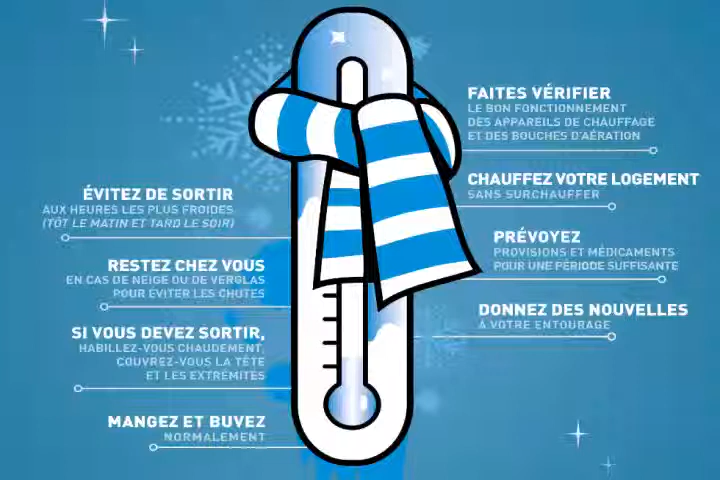 ÉVITEZ DE SORTIR
AUX HEURES LES PLUS FROIDES
(TÔT LE MATIN ET TARD LE SOIR)
RESTEZ CHEZ VOUS
EN CAS DE NEIGE OU DE VERGLAS
POUR ÉVITER LES CHUTES
SI VOUS DEVEZ SORTIR,
HABILLEZ-VOUS CHAUDEMENT,
COUVREZ-VOUS LA TÊTE
ET LES EXTRÉMITÉS
MANGEZ ET BUVEZ
NORMALEMENT
FAITES VÉRIFIER
LE BON FONCTIONNEMENT
DES APPAREILS DE CHAUFFAGE
ET DES BOUCHES D'AÉRATION
CHAUFFEZ VOTRE LOGEMENT
SANS SURCHAUFFER
PRÉVOYEZ
PROVISIONS ET MÉDICAMENTS
POUR UNE PÉRIODE SUFFISANTE
DONNEZ DES NOUVELLES
À VOTRE ENTOURAGE